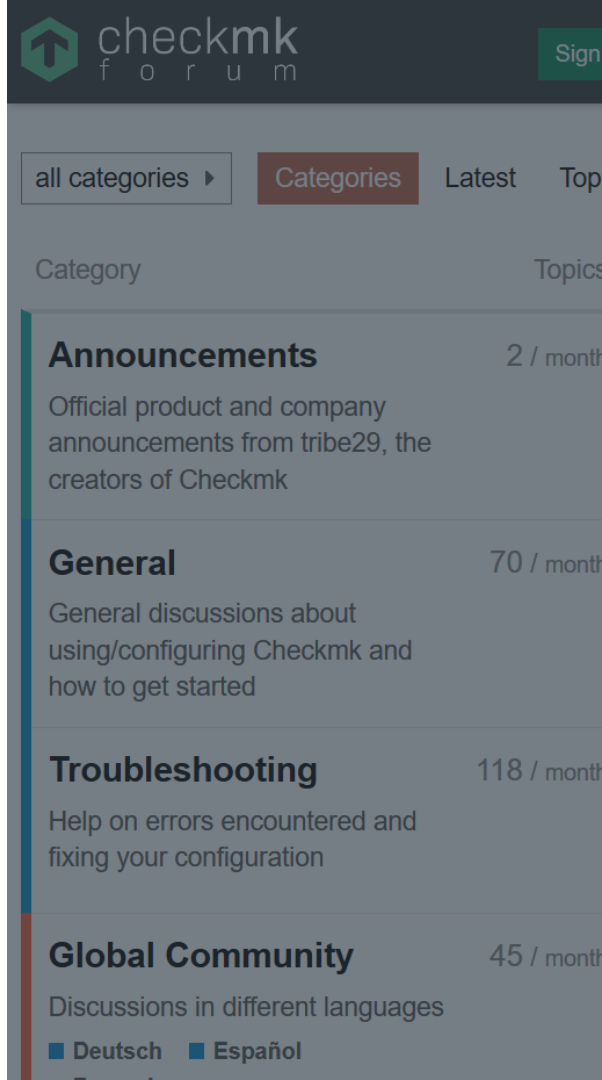 checkmk
forum
Sign
all categories
Categories
Latest
Top
Category
Topics
Announcements
2 / month
Official product and company
announcements from tribe29, the
creators of Checkmk
General
70 / month
General discussions about
using/configuring Checkmk and
how to get started
Troubleshooting
118 / month
Help on errors encountered and
fixing your configuration
Global Community
45 / month
Discussions in different languages
Deutsch
Español